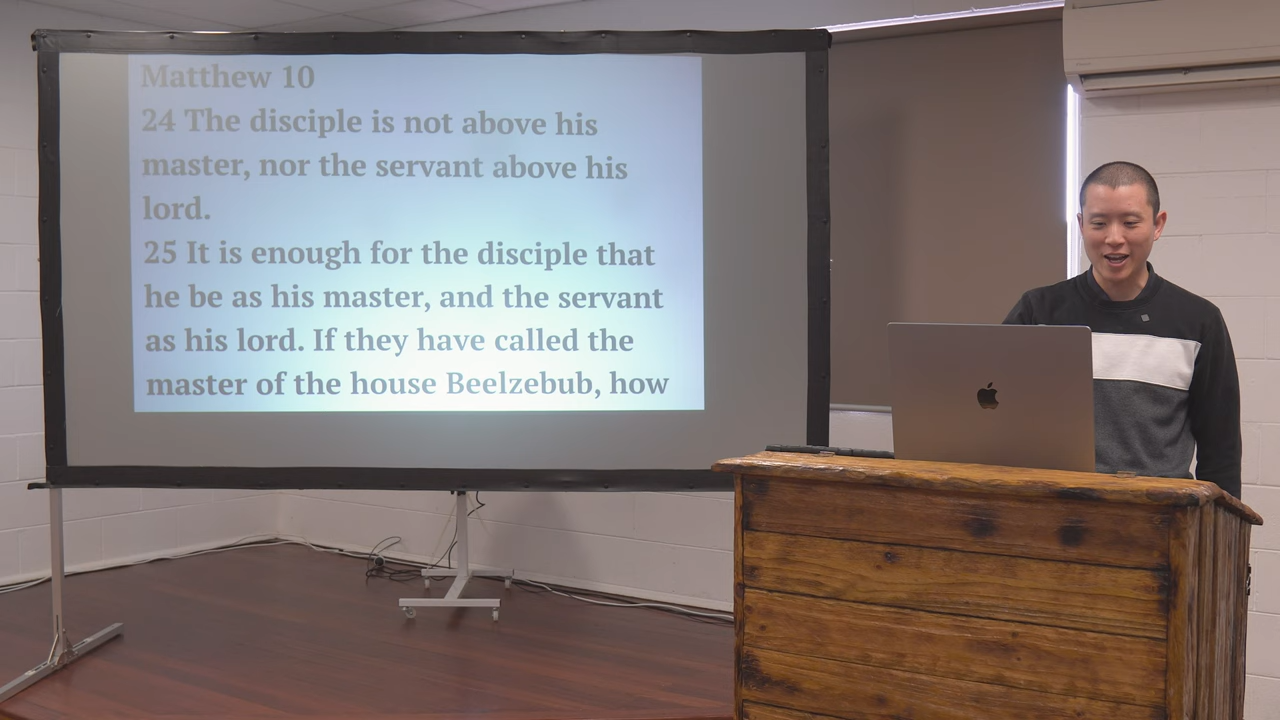 Matthew 10
24 The disciple is not above his
master, nor the servant above his
lord.
25 It is enough for the disciple that
he be as his master, and the servant
as his lord. If they have called the
master of the house Beelzebub, how